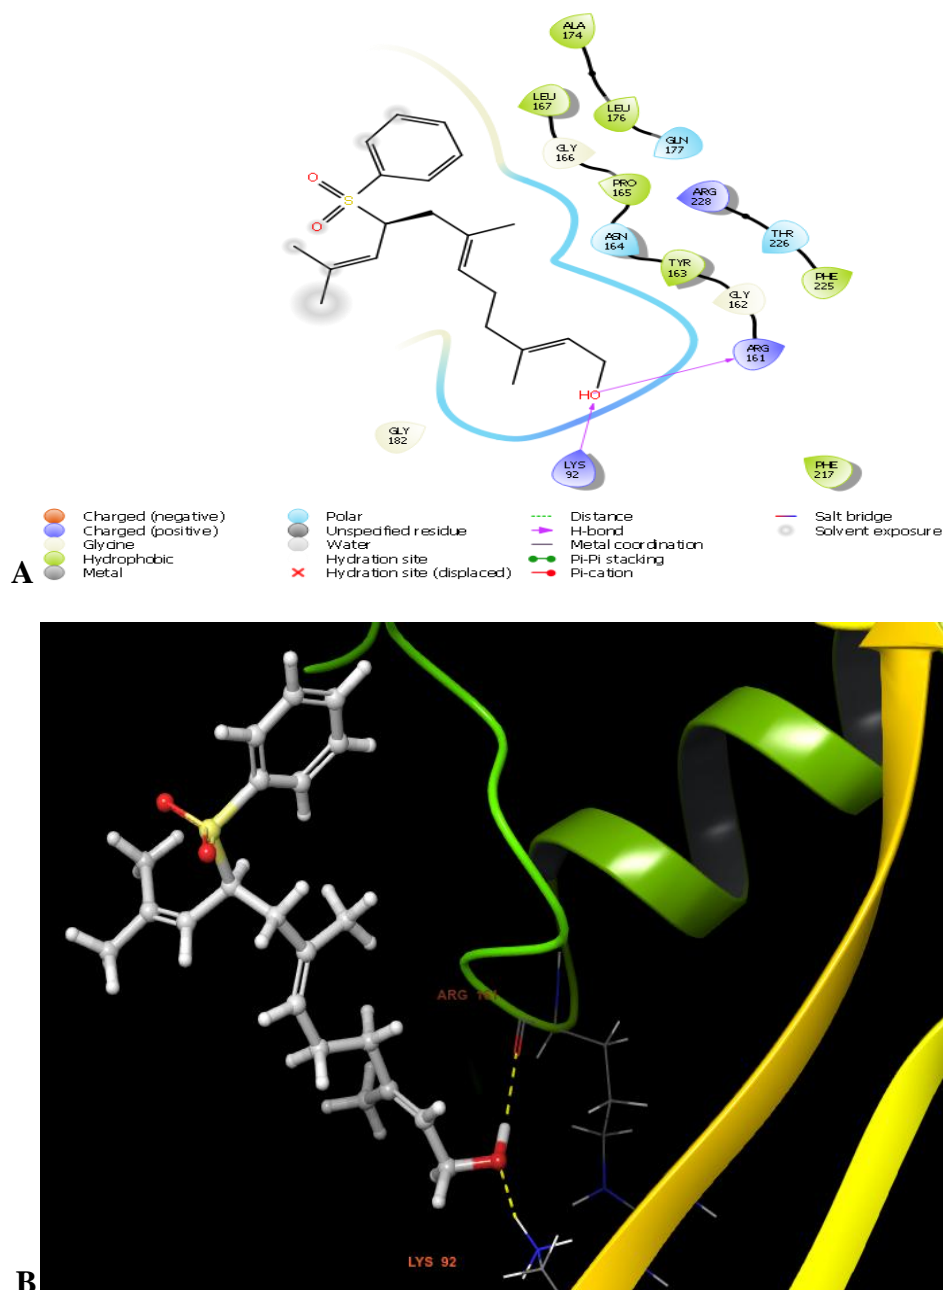 ALA
174
LEU
167
LEU
176
GLN
177
GLY
166
PRO
165
ARG
228
ASN
164
THR
226
TYR
163
PHE
225
GLY
162
ARG
161
O
S
O
HO
GLY
182
LYS
92
PHE
217
Charged (negative)
Charged (positive)
Glycine
Hydrophobic
Metal
Polar
Unspecified residue
Water
Hydration site
Hydration site (displaced)
Distance
H-bond
Metal coordination
Pi-Pi stacking
Pi-cation
Salt bridge
Solvent exposure
A
ARG 161
LYS 92
B